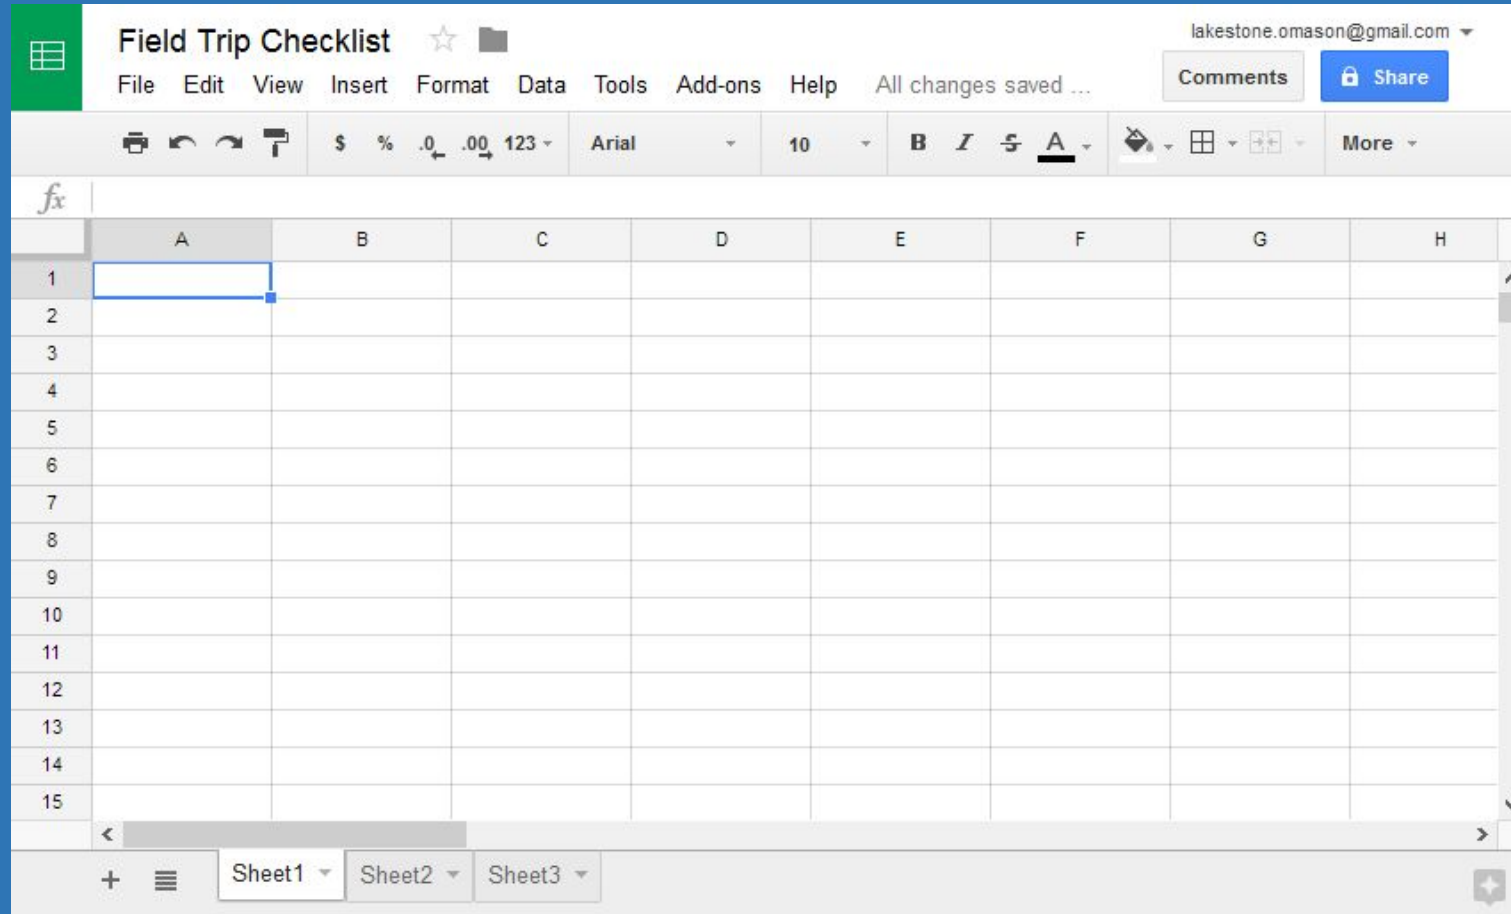 Field Trip Checklist
lakestone.omason@gmail.com
File Edit View Insert Format Data Tools Add-ons Help All changes saved ...
Comments Share
$ % .0 .00 123 Arial 10 B I S A More
fx
A B C D E F G H
1
2
3
4
5
6
7
8
9
10
11
12
13
14
15
+ Sheet1 Sheet2 Sheet3